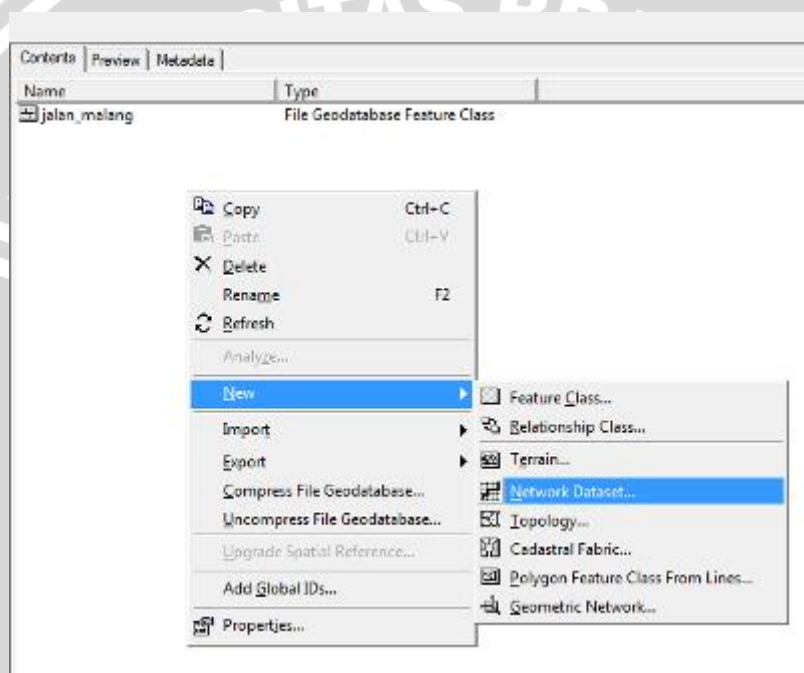 Contents Preview Metadata
Name Type
jalan_malang File Geodatabase Feature Class
Copy Ctrl+C
Paste Ctrl+V
Delete
Rename F2
Refresh
Analyze...
New
Import
Export
Compress File Geodatabase...
Uncompress File Geodatabase...
Upgrade Spatial Reference...
Add Global IDs...
Properties...
Feature Class...
Relationship Class...
Terrain...
Network Dataset...
Topology...
Cadastral Fabric...
Polygon Feature Class From Lines...
Geometric Network...